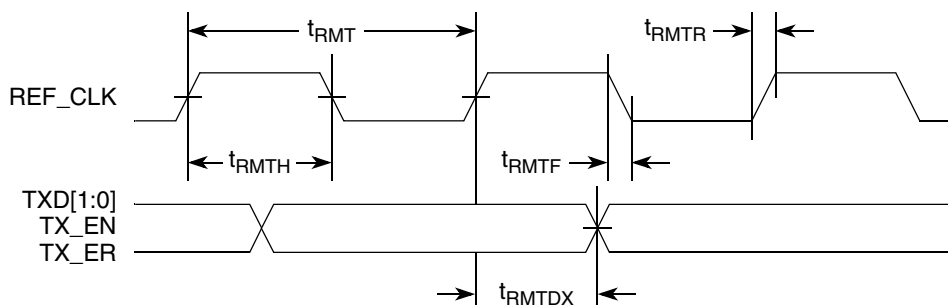 tRMT
tRMTR
REF_CLK
tRMTH
tRMTF
TXD[1:0]
TX_EN
TX_ER
tRMTDX